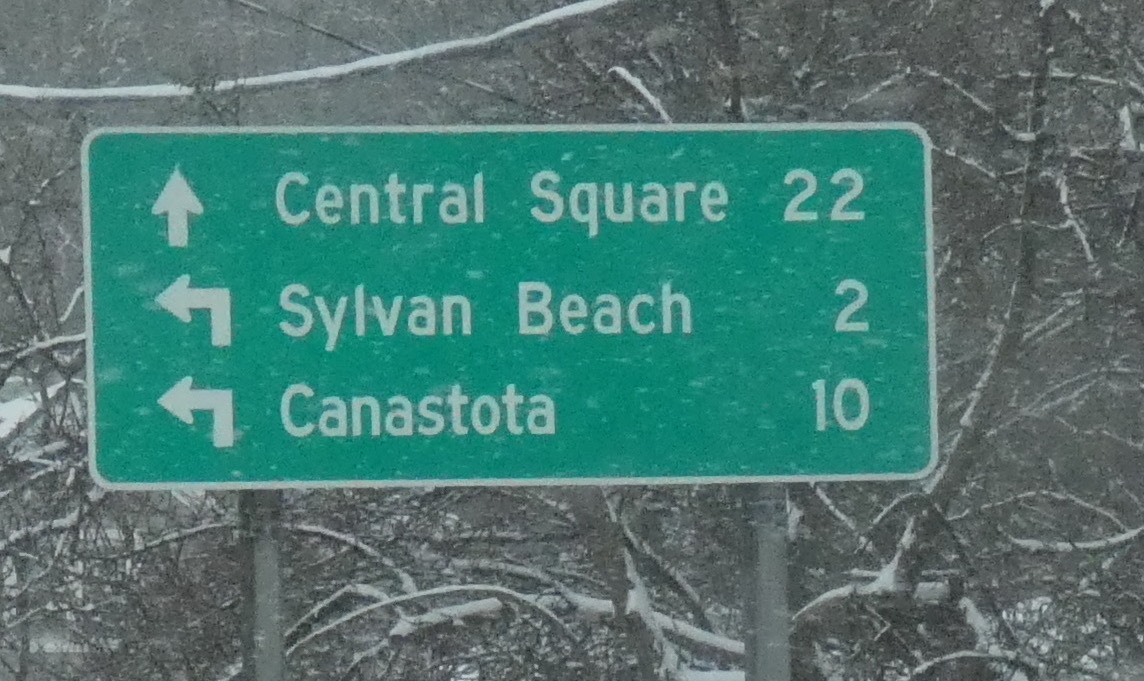 Central Square 22
Sylvan Beach 2
Canastota 10